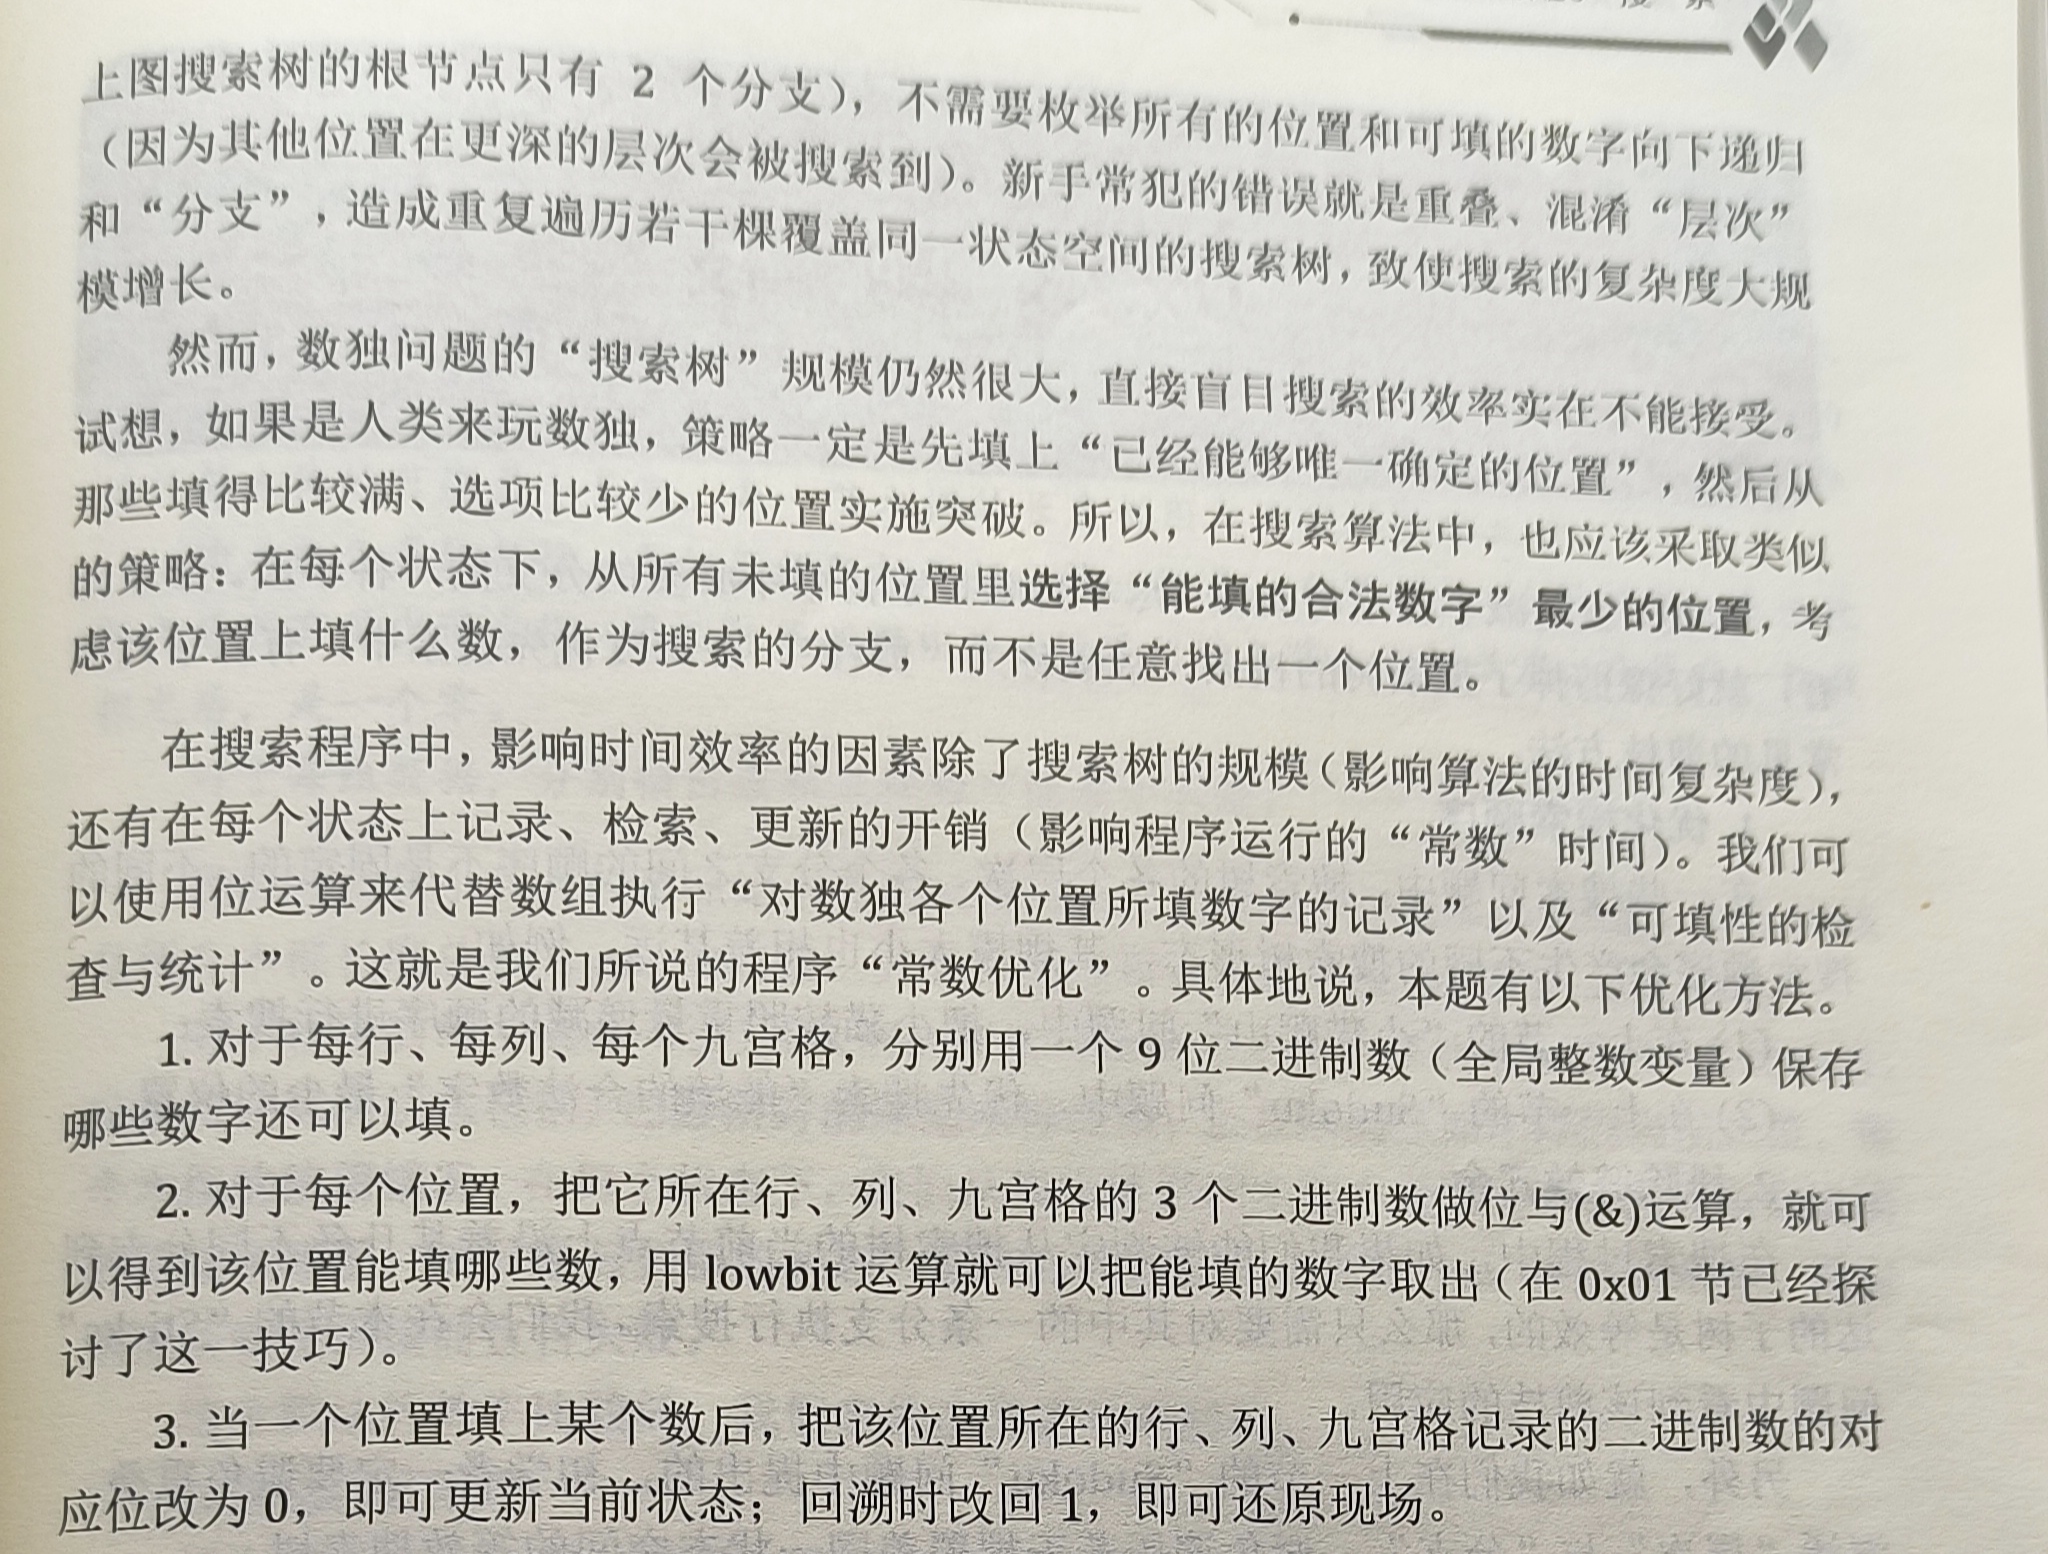 上图搜索树的根节点只有 2 个分支），不需要枚举所有的位置和可填的数字向下递归
（因为其他位置在更深的层次会被搜索到）。新手常犯的错误就是重叠、混淆“层次”
和“分支”，造成重复遍历若干棵覆盖同一状态空间的搜索树，致使搜索的复杂度大规
模增长。
然而，数独问题的“搜索树”规模仍然很大，直接盲目搜索的效率实在不能接受。
试想，如果是人类来玩数独，策略一定是先填上“已经能够唯一确定的位置”，然后从
那些填得比较满、选项比较少的位置实施突破。所以，在搜索算法中，也应该采取类似
的策略：在每个状态下，从所有未填的位置里选择“能填的合法数字”最少的位置，考
虑该位置上填什么数，作为搜索的分支，而不是任意找出一个位置。
在搜索程序中，影响时间效率的因素除了搜索树的规模（影响算法的时间复杂度），
还有在每个状态上记录、检索、更新的开销（影响程序运行的“常数”时间）。我们可
以使用位运算来代替数组执行“对数独各个位置所填数字的记录”以及“可填性的检
查与统计”。这就是我们所说的程序“常数优化”。具体地说，本题有以下优化方法。
1. 对于每行、每列、每个九宫格，分别用一个 9 位二进制数（全局整数变量）保存
哪些数字还可以填。
2. 对于每个位置，把它所在行、列、九宫格的 3 个二进制数做位与(&)运算，就可
以得到该位置能填哪些数，用 lowbit 运算就可以把能填的数字取出（在 0x01 节已经探
讨了这一技巧）。
3. 当一个位置填上某个数后，把该位置所在的行、列、九宫格记录的二进制数的对
应位改为 0，即可更新当前状态；回溯时改回 1，即可还原现场。